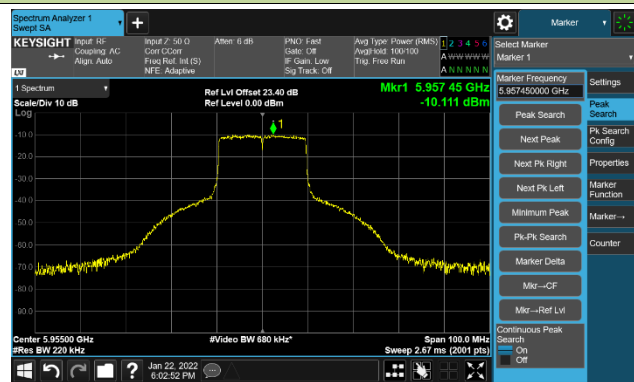 Spectrum Analyzer 1
Swept SA
Marker
KEYSIGHT
Input: RF
Coupling: AC
Align: Auto
Input Z: 50 Ω
Corr CCorr
Freq Ref: Int (S)
NFE: Adaptive
Atten: 6 dB
PNO: Fast
Gate: Off
IF Gain: Low
Sig Track: Off
Avg Type: Power (RMS)
Avg|Hold: 100/100
Trig: Free Run
1 2 3 4 5 6
A W W W W W
A N N N N N
LXI
Select Marker
Marker 1
1 Spectrum
Scale/Div 10 dB
Log
Ref Lvl Offset 23.40 dB
Ref Level 0.00 dBm
Mkr1 5.957 45 GHz
-10.111 dBm
1
-10.0
-20.0
-30.0
-40.0
-50.0
-60.0
-70.0
-80.0
-90.0
Center 5.95500 GHz
#Res BW 220 kHz
#Video BW 680 kHz*
Span 100.0 MHz
Sweep 2.67 ms (2001 pts)
Marker Frequency
5.957450000 GHz
Peak Search
Next Peak
Next Pk Right
Next Pk Left
Minimum Peak
Pk-Pk Search
Marker Delta
Mkr→CF
Mkr→Ref Lvl
Continuous Peak
Search
On
Off
Settings
Peak
Search
Pk Search
Config
Properties
Marker
Function
Marker→
Counter
?
Jan 22, 2022
6:02:52 PM